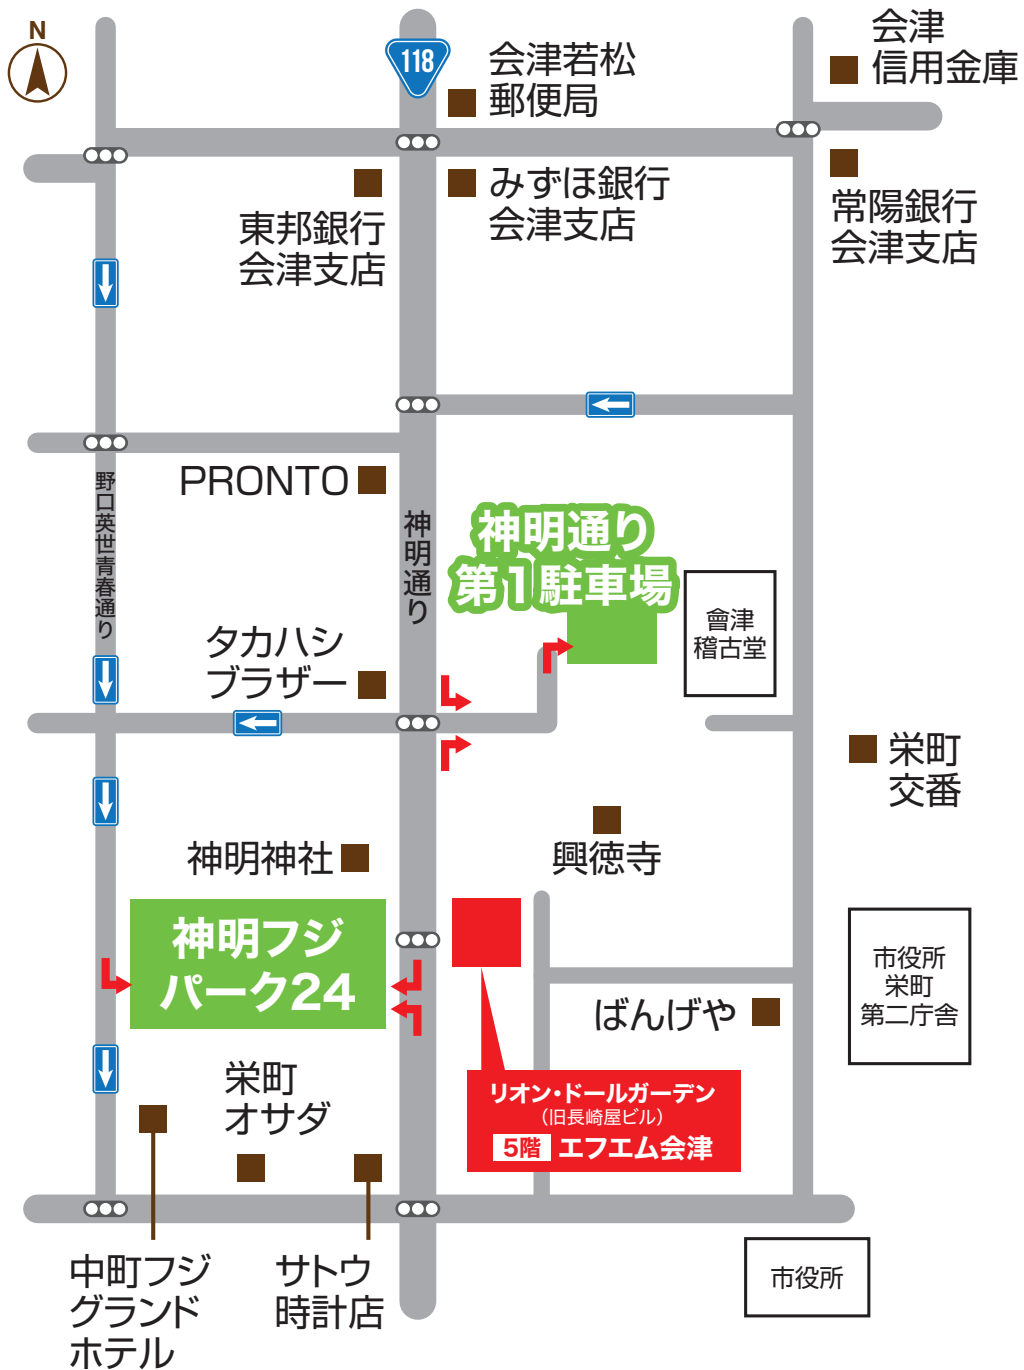 N
118
会津若松
郵便局
会津
信用金庫
東邦銀行
会津支店
みずほ銀行
会津支店
常陽銀行
会津支店
PRONTO
野口英世青春通り
神明通り
神明通り
第1駐車場
會津
稽古堂
タカハシ
ブラザー
栄町
交番
神明神社
興徳寺
神明フジ
パーク24
市役所
栄町
第二庁舎
ばんげや
栄町
オサダ
リオン・ドールガーデン
(旧長崎屋ビル)
5階 エフエム会津
中町フジ
グランド
ホテル
サトウ
時計店
市役所